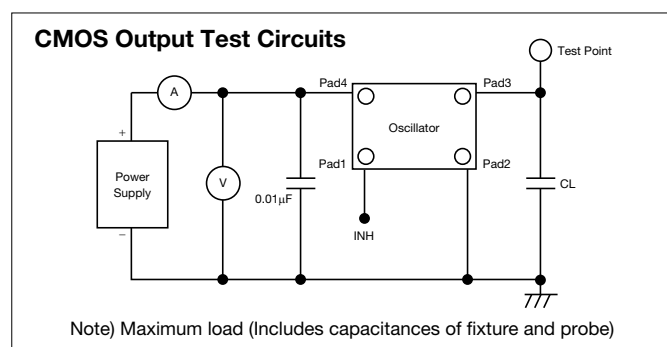 CMOS Output Test Circuits
Test Point
A
Pad4
Pad3
Oscillator
+
Power
Supply
−
V
0.01µF
Pad1
Pad2
INH
CL
Note) Maximum load (Includes capacitances of fixture and probe)